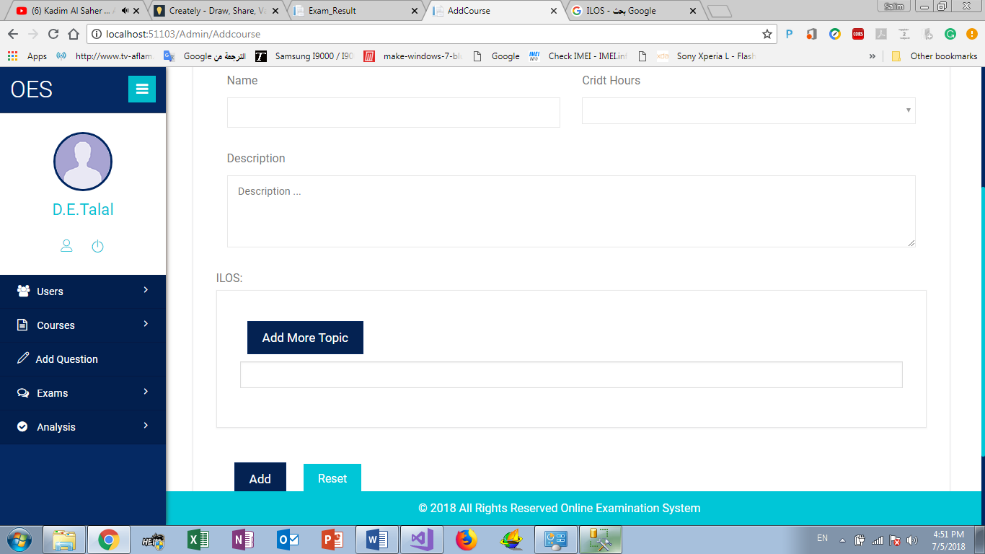 (6) Kadim Al Saher ...
Creately - Draw, Share, V
Exam_Result
AddCourse
ILOS - بحث Google
Salim
localhost:51103/Admin/Addcourse
Apps
http://www.tv-aflam
الترجمة من Google
Samsung I9000 / I90
make-windows-7-bl
Google
Check IMEI - IMEI.inf
Sony Xperia L - Flash
»
Other bookmarks
OES
D.E.Talal
Users
Courses
Add Question
Exams
Analysis
Name
Cridt Hours
Description
Description ...
ILOS:
Add More Topic
Add
Reset
© 2018 All Rights Reserved Online Examination System
EN
4:51 PM
7/5/2018